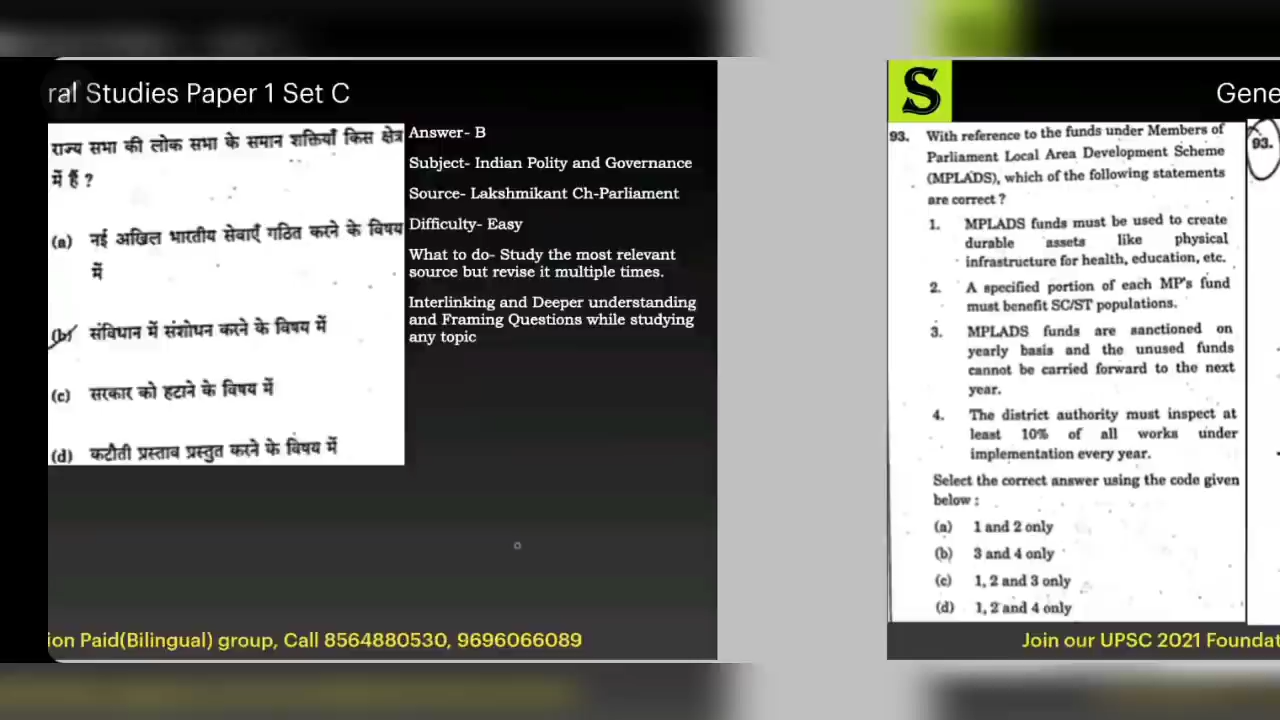 ral Studies Paper 1 Set C
राज्य सभा की लोक सभा के समान शक्तियाँ किस क्षेत्र
में हैं ?
(a) नई अखिल भारतीय सेवाएँ गठित करने के विषय
में
(b) संविधान में संशोधन करने के विषय में
(c) सरकार को हटाने के विषय में
(d) कटौती प्रस्ताव प्रस्तुत करने के विषय में
Answer- B
Subject- Indian Polity and Governance
Source- Lakshmikant Ch-Parliament
Difficulty- Easy
What to do- Study the most relevant
source but revise it multiple times.
Interlinking and Deeper understanding
and Framing Questions while studying
any topic
ion Paid(Bilingual) group, Call 8564880530, 9696066089
S
Gene
93. With reference to the funds under Members of
Parliament Local Area Development Scheme
(MPLADS), which of the following statements
are correct ?
1. MPLADS funds must be used to create
durable assets like physical
infrastructure for health, education, etc.
2. A specified portion of each MP's fund
must benefit SC/ST populations.
3. MPLADS funds are sanctioned on
yearly basis and the unused funds
cannot be carried forward to the next
year.
4. The district authority must inspect at
least 10% of all works under
implementation every year.
Select the correct answer using the code given
below :
(a) 1 and 2 only
(b) 3 and 4 only
(c) 1, 2 and 3 only
(d) 1, 2 and 4 only
93.
Join our UPSC 2021 Foundat